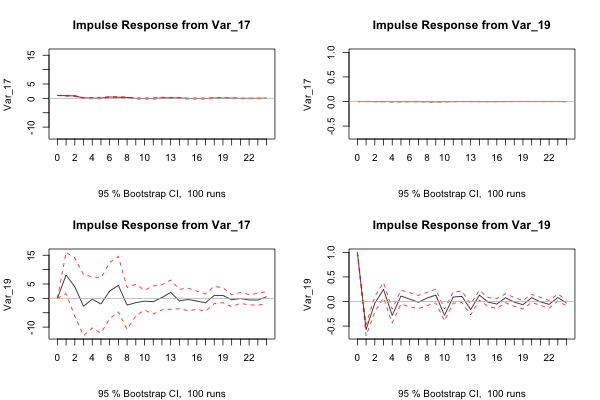 Impulse Response from Var_17
Var_17
-10 0 5 15
0 2 4 6 8 10 13 16 19 22
95 % Bootstrap CI, 100 runs
Impulse Response from Var_19
Var_17
-0.5 0.0 0.5 1.0
0 2 4 6 8 10 13 16 19 22
95 % Bootstrap CI, 100 runs
Impulse Response from Var_17
Var_19
-10 0 5 15
0 2 4 6 8 10 13 16 19 22
95 % Bootstrap CI, 100 runs
Impulse Response from Var_19
Var_19
-0.5 0.0 0.5 1.0
0 2 4 6 8 10 13 16 19 22
95 % Bootstrap CI, 100 runs